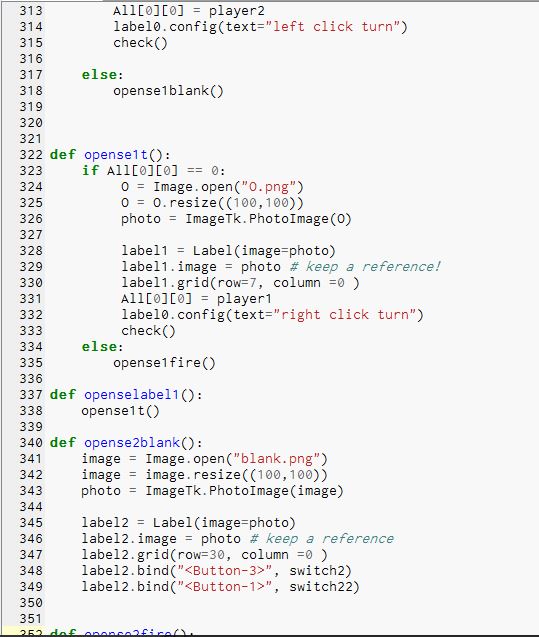 313         All[0][0] = player2
314         label0.config(text="left click turn")
315         check()
316
317     else:
318         opense1blank()
319
320
321
322 def opense1t():
323     if All[0][0] == 0:
324          O = Image.open("O.png")
325          O = O.resize((100,100))
326          photo = ImageTk.PhotoImage(O)
327
328          label1 = Label(image=photo)
329          label1.image = photo # keep a reference!
330          label1.grid(row=7, column =0 )
331          All[0][0] = player1
332          label0.config(text="right click turn")
333          check()
334     else:
335         opense1fire()
336
337 def openselabel1():
338     opense1t()
339
340 def opense2blank():
341     image = Image.open("blank.png")
342     image = image.resize((100,100))
343     photo = ImageTk.PhotoImage(image)
344
345     label2 = Label(image=photo)
346     label2.image = photo # keep a reference
347     label2.grid(row=30, column =0 )
348     label2.bind("<Button-3>", switch2)
349     label2.bind("<Button-1>", switch22)
350
351
352 def opense2fire():